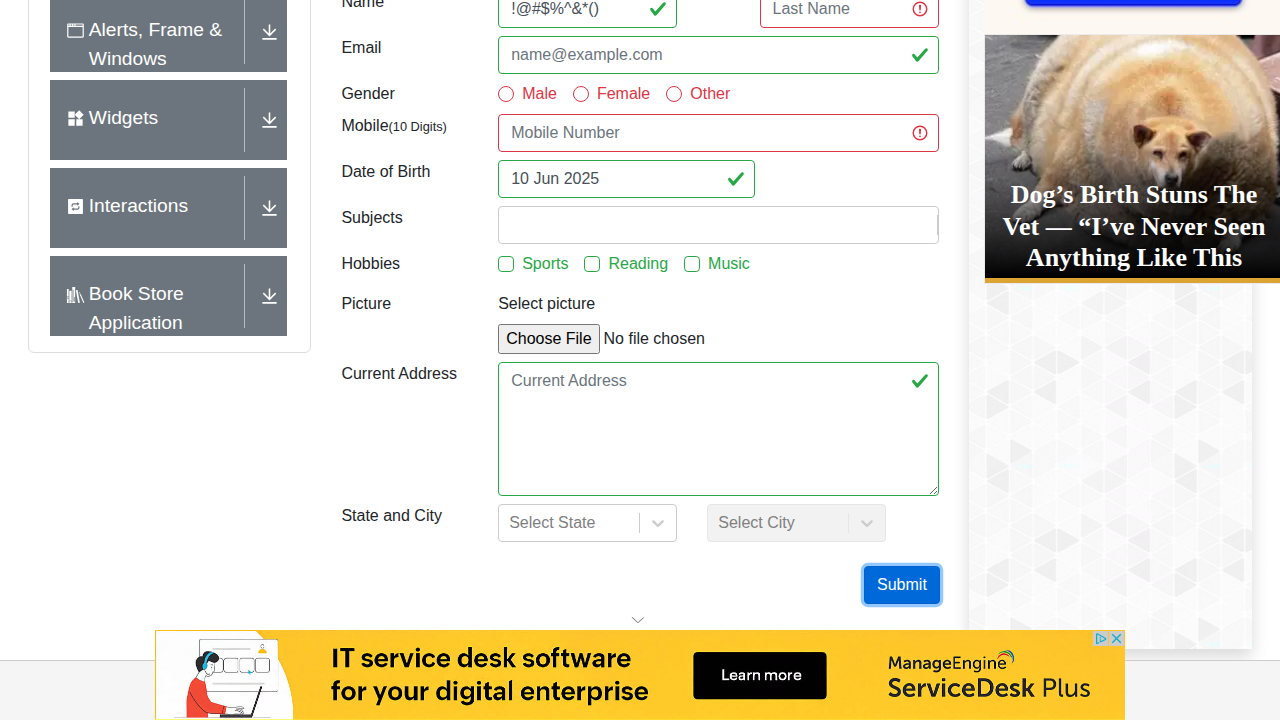 Alerts, Frame &
Windows
Widgets
Interactions
Book Store
Application
Name
!@#$%^&*()
Last Name
Email
name@example.com
Gender
Male
Female
Other
Mobile(10 Digits)
Mobile Number
Date of Birth
10 Jun 2025
Subjects
Hobbies
Sports
Reading
Music
Picture
Select picture
Choose File No file chosen
Current Address
Current Address
State and City
Select State
Select City
Submit
Dog’s Birth Stuns The
Vet — “I’ve Never Seen
Anything Like This
IT service desk software
for your digital enterprise
Learn more
ManageEngine
ServiceDesk Plus